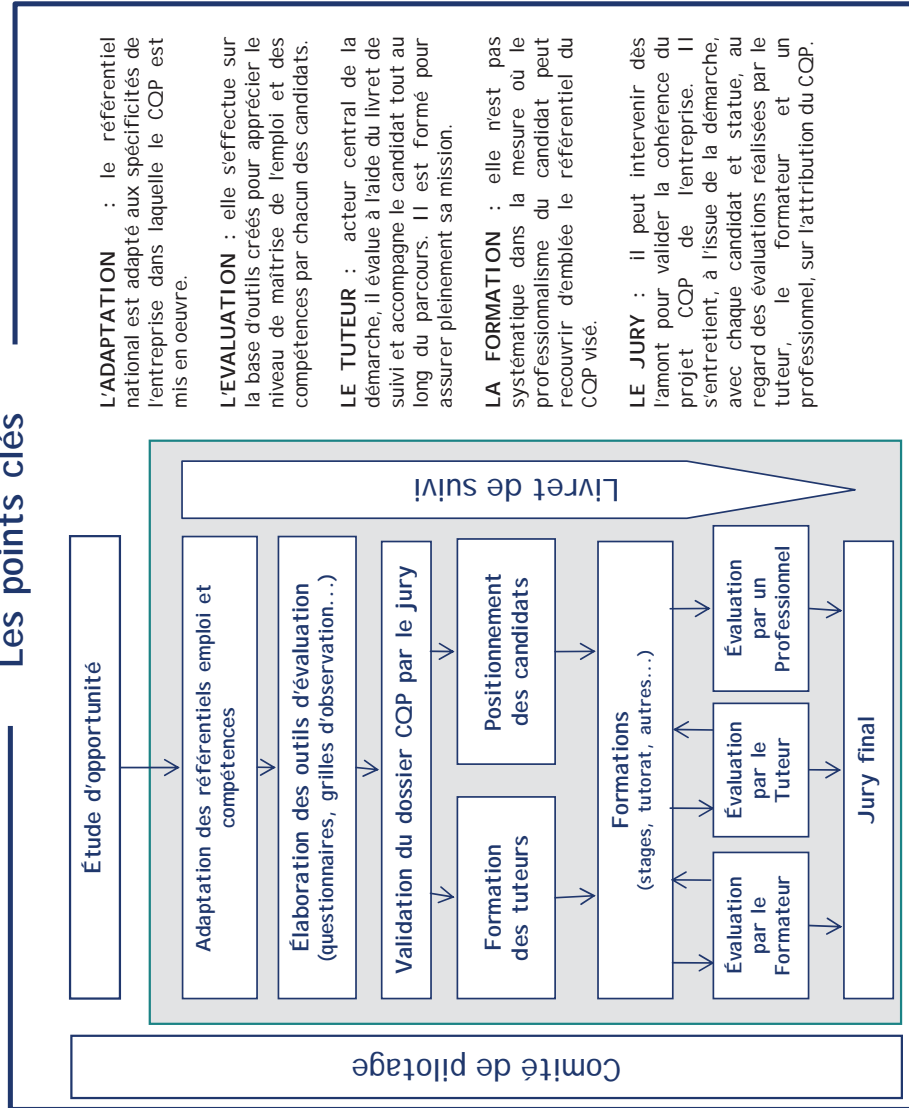 Les points clés
Étude d'opportunité
Adaptation des référentiels emploi et
compétences
Élaboration des outils d'évaluation
(questionnaires, grilles d'observation...)
Validation du dossier CQP par le jury
Formation
des tuteurs
Positionnement
des candidats
Formations
(stages, tutorat, autres...)
Évaluation
par le
Formateur
Évaluation
par le
Tuteur
Évaluation
par un
Professionnel
Jury final
Comité de pilotage
Livret de suivi
L'ADAPTATION : le référentiel
national est adapté aux spécificités de
l'entreprise dans laquelle le CQP est
mis en oeuvre.
L'EVALUATION : elle s'effectue sur
la base d'outils créés pour apprécier le
niveau de maîtrise de l'emploi et des
compétences par chacun des candidats.
LE TUTEUR : acteur central de la
démarche, il évalue à l'aide du livret de
suivi et accompagne le candidat tout au
long du parcours. Il est formé pour
assurer pleinement sa mission.
LA FORMATION : elle n'est pas
systématique dans la mesure où le
professionnalisme du candidat peut
recouvrir d'emblée le référentiel du
CQP visé.
LE JURY : il peut intervenir dès
l'amont pour valider la cohérence du
projet CQP de l'entreprise. Il
s'entretient, à l'issue de la démarche,
avec chaque candidat et statue, au
regard des évaluations réalisées par le
tuteur, le formateur et un
professionnel, sur l'attribution du CQP.